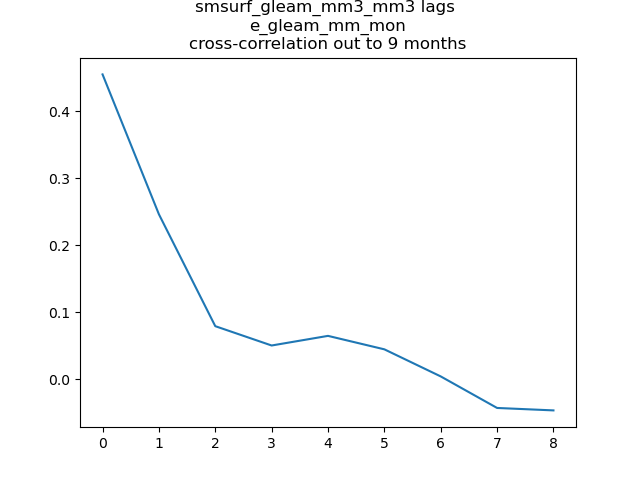 smsurf_gleam_mm3_mm3 lags
e_gleam_mm_mon
cross-correlation out to 9 months
0.4
0.3
0.2
0.1
0.0
0 1 2 3 4 5 6 7 8